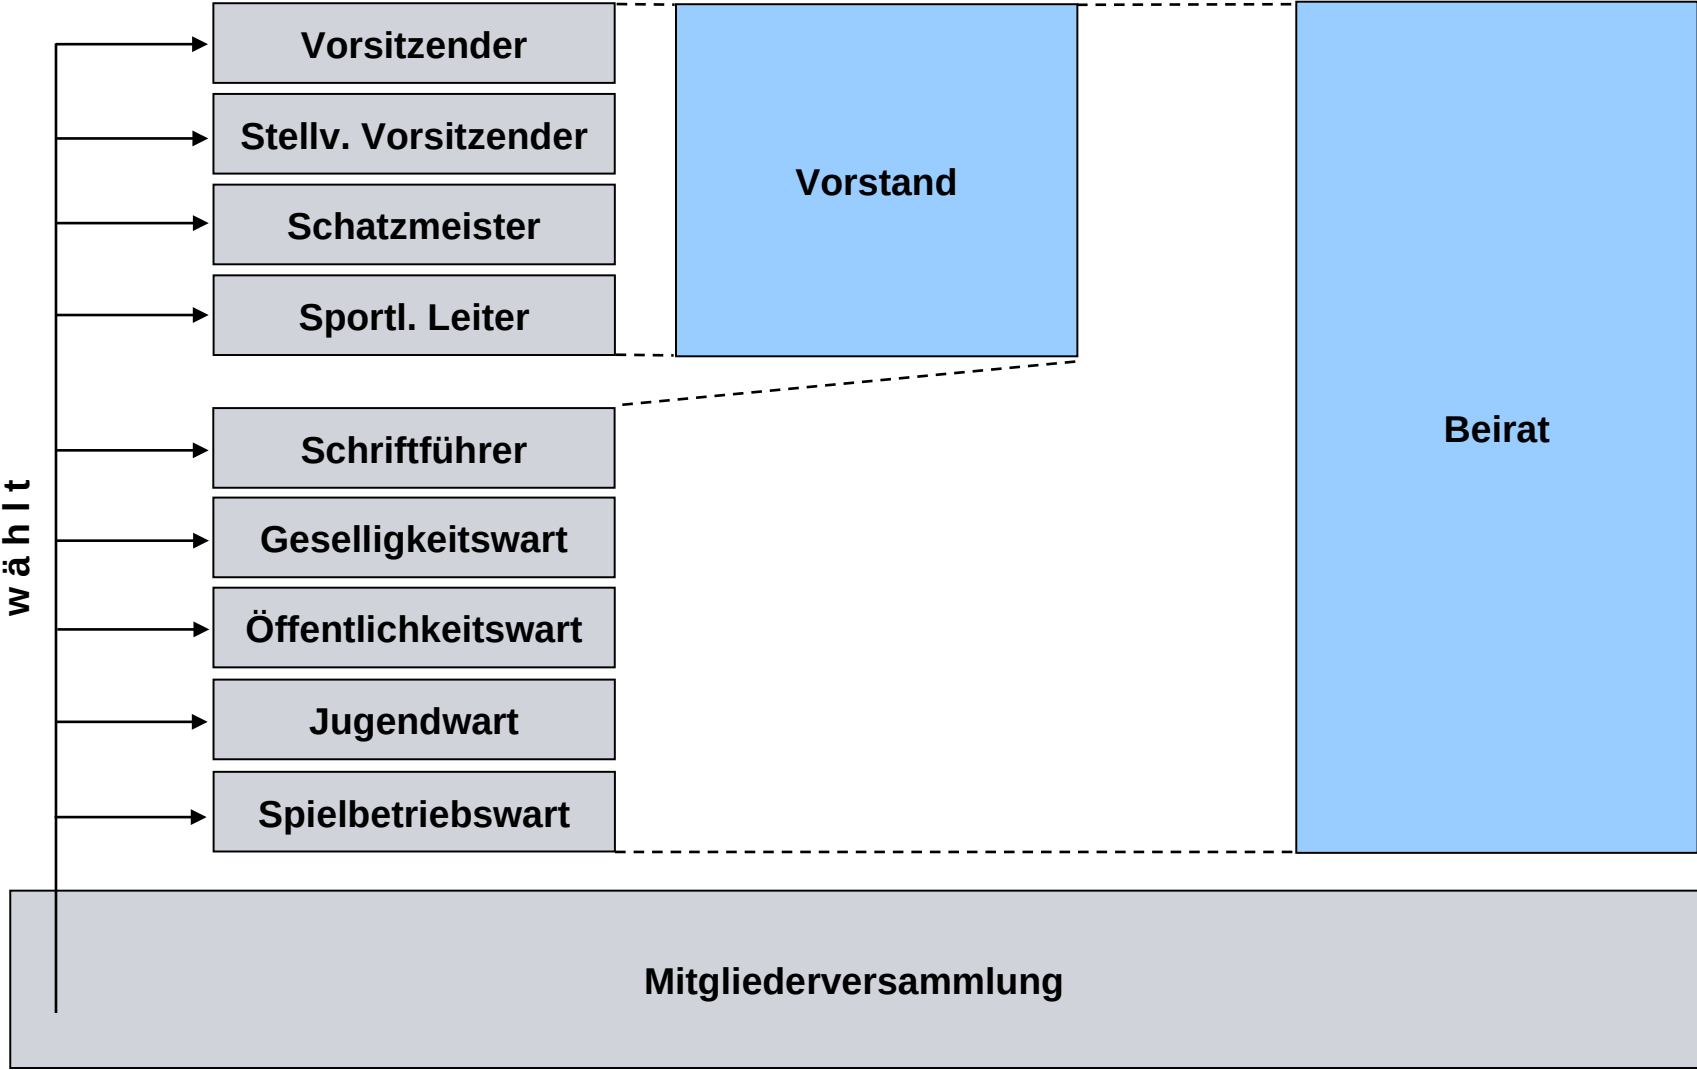 Vorsitzender
Stellv. Vorsitzender
Schatzmeister
Sportl. Leiter
Vorstand
Beirat
wählt
Schriftführer
Geselligkeitswart
Öffentlichkeitswart
Jugendwart
Spielbetriebswart
Mitgliederversammlung